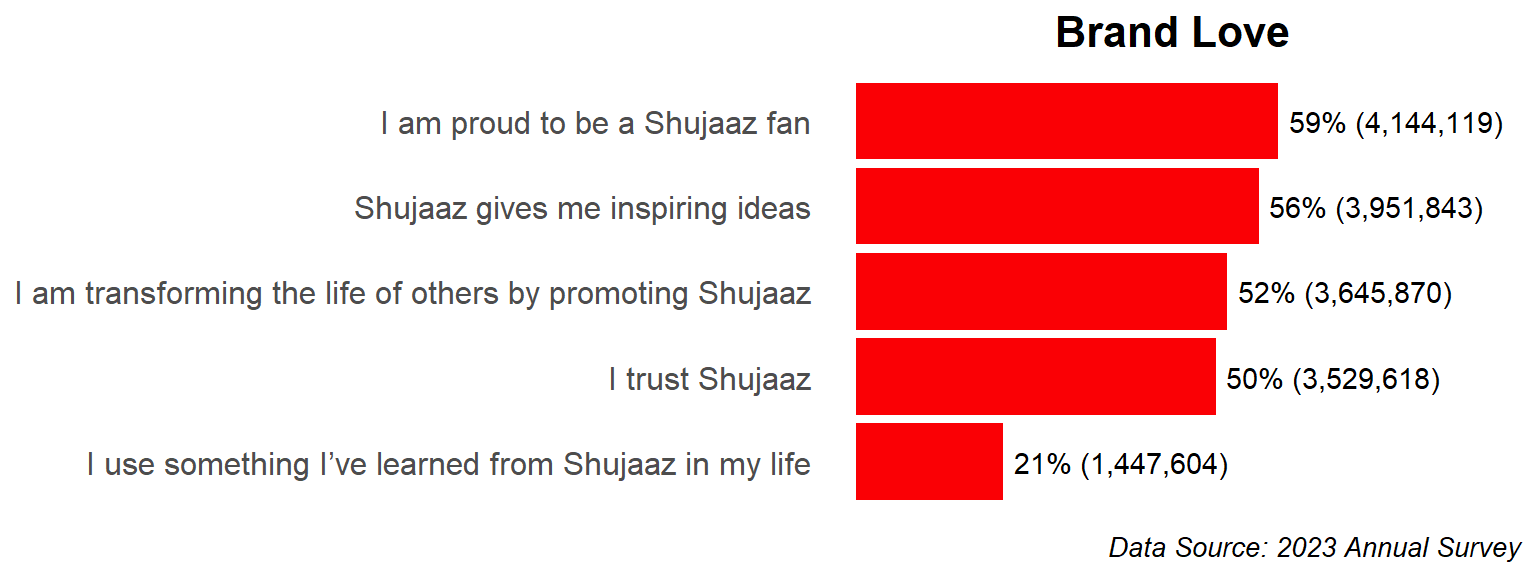 Brand Love
I am proud to be a Shujaaz fan 59% (4,144,119)
Shujaaz gives me inspiring ideas 56% (3,951,843)
I am transforming the life of others by promoting Shujaaz 52% (3,645,870)
I trust Shujaaz 50% (3,529,618)
I use something I’ve learned from Shujaaz in my life 21% (1,447,604)
Data Source: 2023 Annual Survey